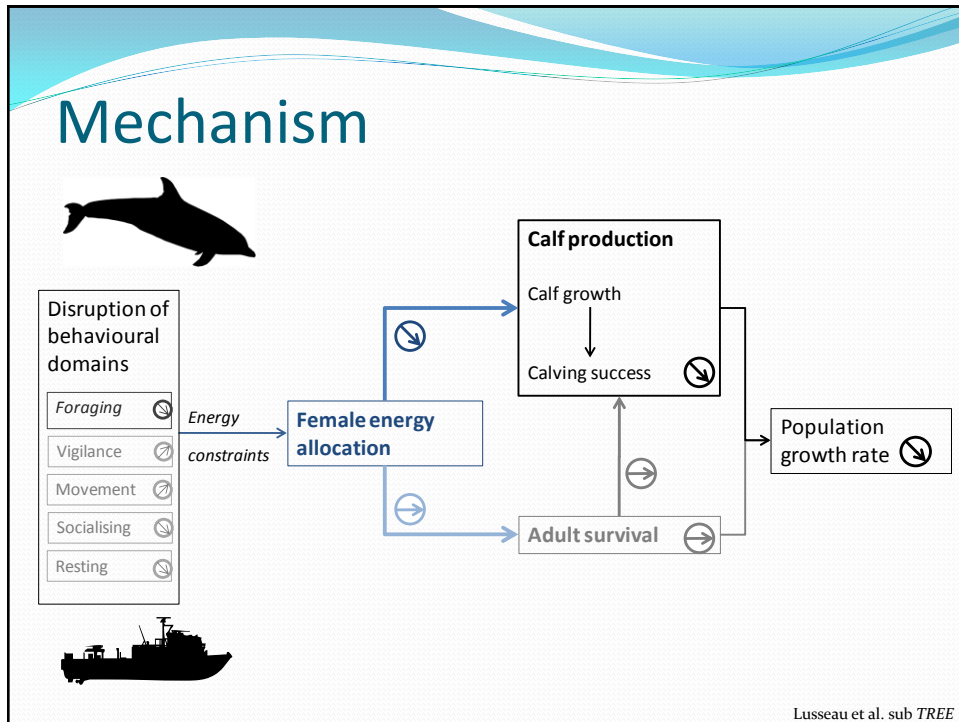 Mechanism
Disruption of
behavioural
domains
Foraging
Vigilance
Movement
Socialising
Resting
Energy
constraints
Female energy
allocation
Calf production
Calf growth
Calving success
Adult survival
Population
growth rate
Lusseau et al. sub TREE